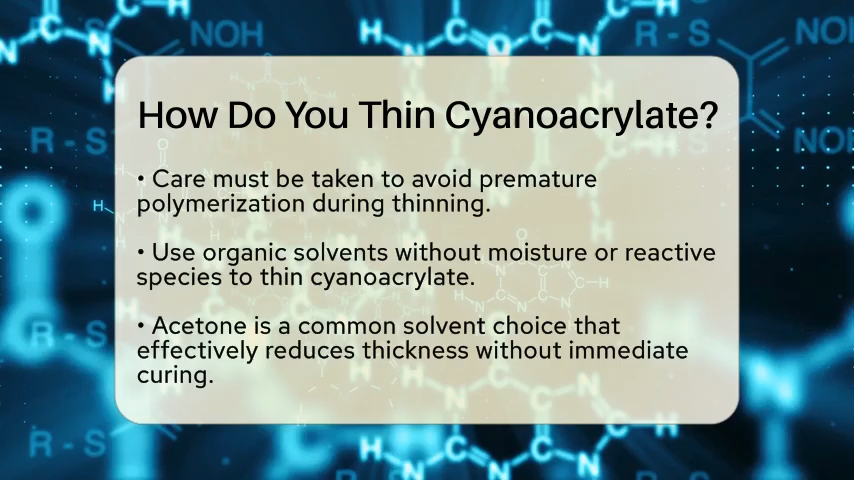 How Do You Thin Cyanoacrylate?
• Care must be taken to avoid premature
polymerization during thinning.
• Use organic solvents without moisture or reactive
species to thin cyanoacrylate.
• Acetone is a common solvent choice that
effectively reduces thickness without immediate
curing.